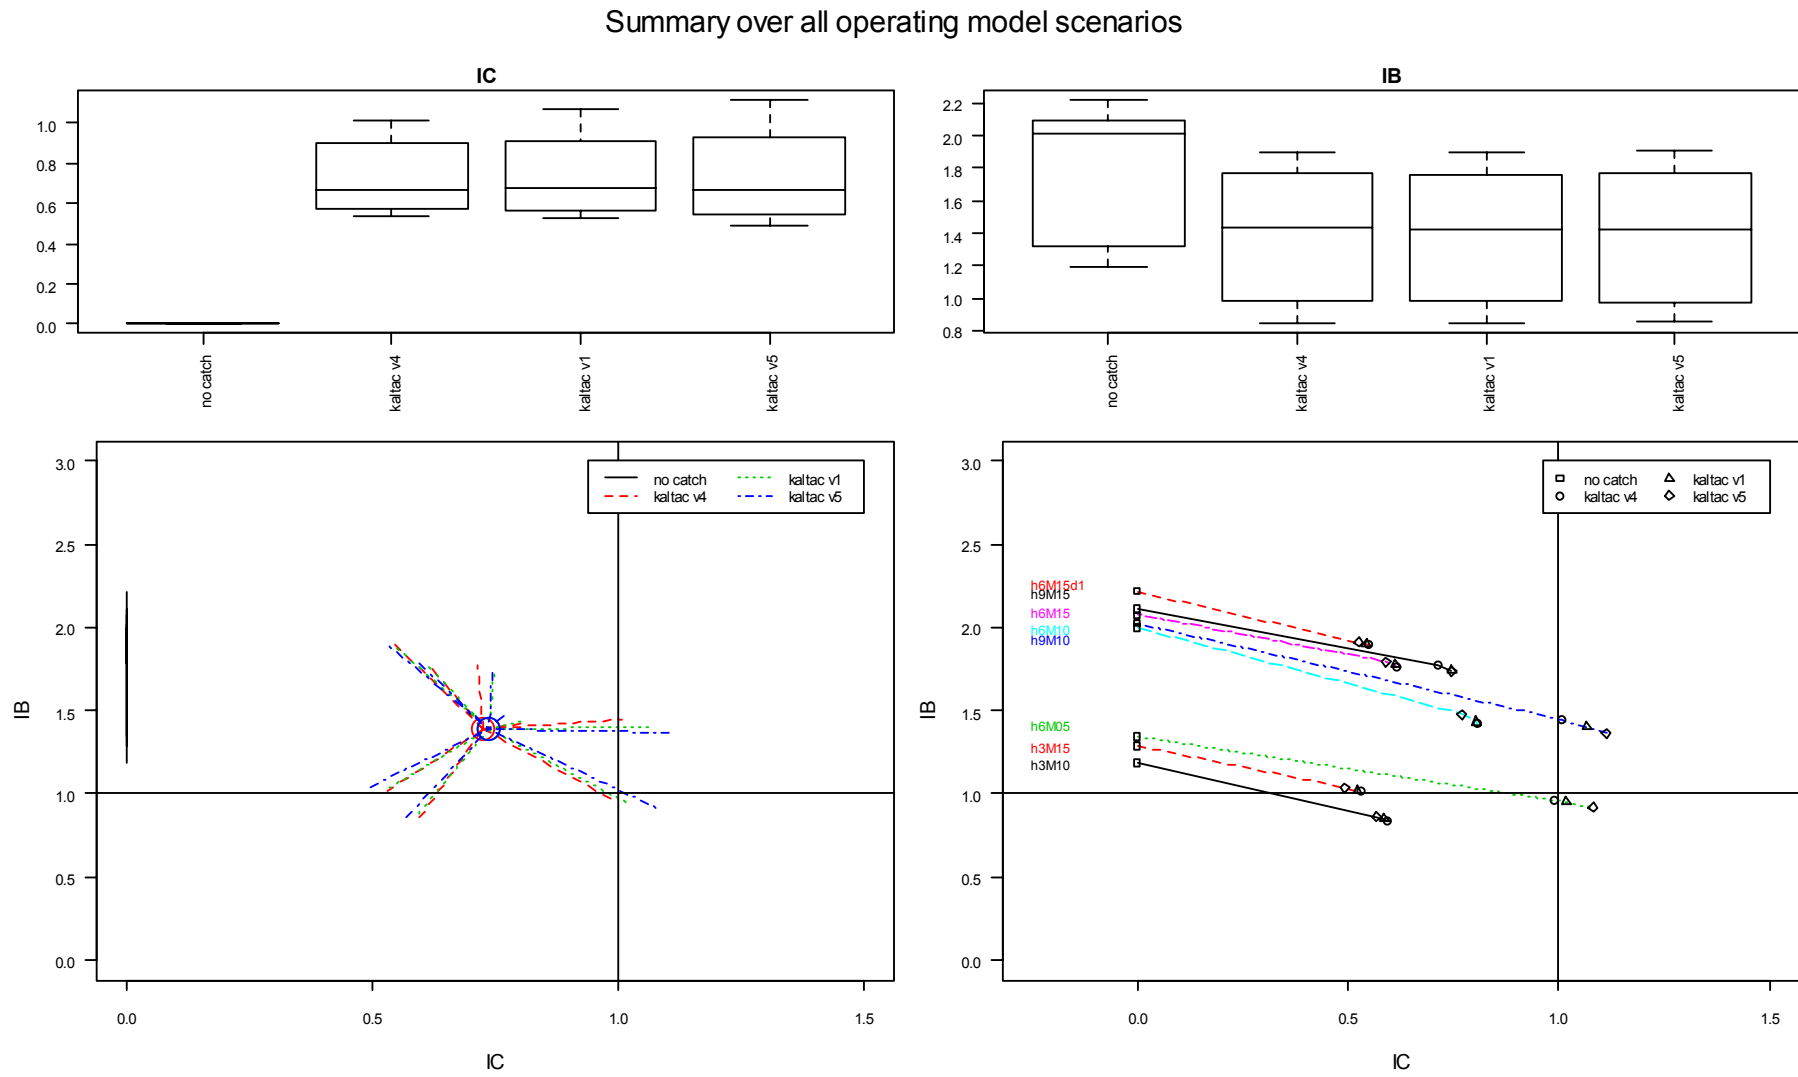 Summary over all operating model scenarios
IC
1.0
0.8
0.6
0.4
0.2
0.0
no catch
kaltac v4
kaltac v1
kaltac v5
IB
2.2
2.0
1.8
1.6
1.4
1.2
1.0
0.8
no catch
kaltac v4
kaltac v1
kaltac v5
3.0
2.5
2.0
1.5
1.0
0.5
0.0
IB
no catch
kaltac v4
kaltac v1
kaltac v5
0.0
0.5
1.0
1.5
IC
3.0
2.5
2.0
1.5
1.0
0.5
0.0
IB
no catch
kaltac v4
kaltac v1
kaltac v5
h6M15d1
h9M15
h6M15
h6M10
h9M10
h6M05
h3M15
h3M10
0.0
0.5
1.0
1.5
IC